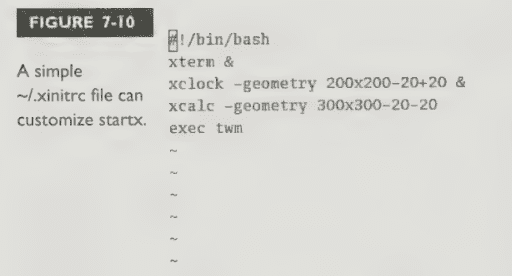 FIGURE 7-10
A simple
~/.xinitrc file can
customize startx.
#!/bin/bash
xterm &
xclock -geometry 200x200-20+20 &
xcalc -geometry 300x300-20-20
exec twm
~
~
~
~
~
~